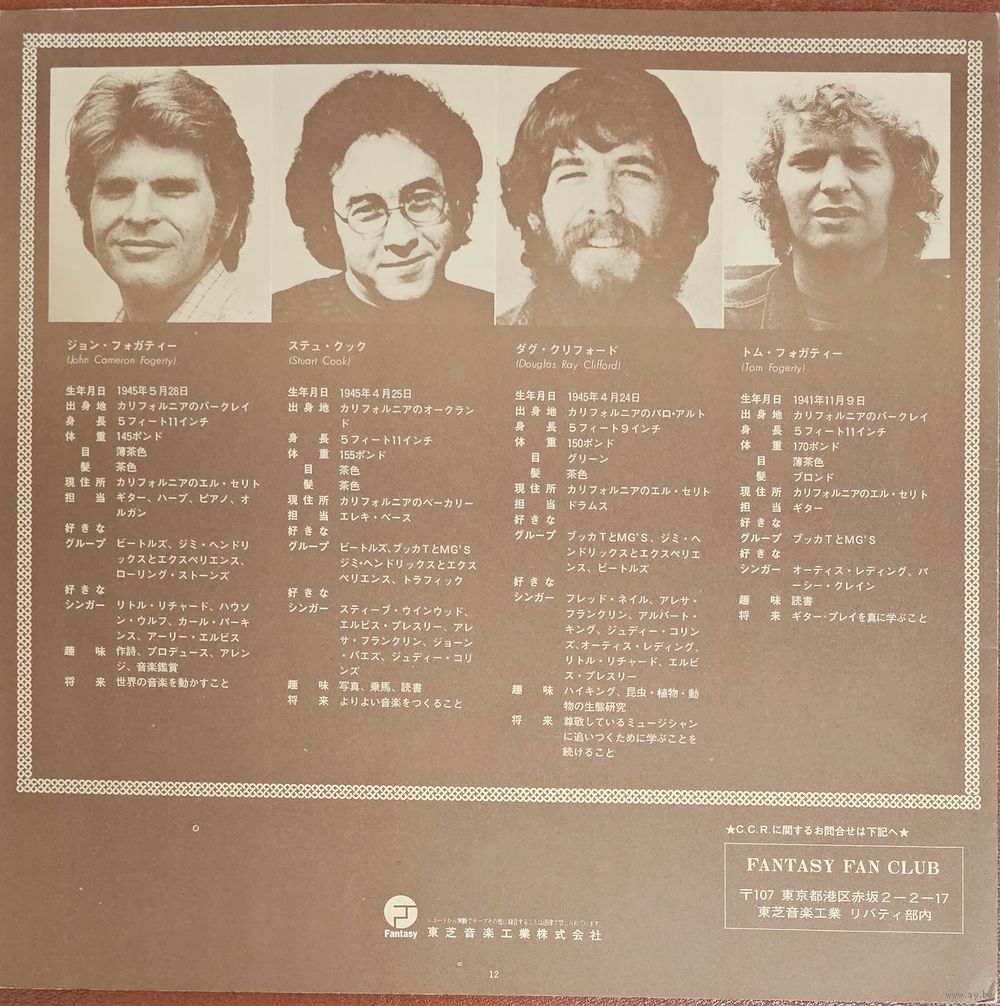 ジョン・フォガティー
(John Cameron Fogerty)
生年月日 1945年5月28日
出身地 カリフォルニアのバークレイ
身長 5フィート11インチ
体重 145ポンド
目 薄茶色
髪 茶色
現住所 カリフォルニアのエル・セリト
担当 ギター、ハープ、ピアノ、オ
ルガン
好きな
グループ ビートルズ、ジミ・ヘンドリ
ックスとエクスペリエンス、
ローリング・ストーンズ
好きな
シンガー リトル・リチャード、ハウソ
ン・ウルフ、カール・パーキ
ンス、アーリー・エルビス
趣味 作詩、プロデュース、アレン
ジ、音楽鑑賞
将来 世界の音楽を動かすこと
ステュ・クック
(Stuart Cook)
生年月日 1945年4月25日
出身地 カリフォルニアのオークラン
ド
身長 5フィート11インチ
体重 155ポンド
目 茶色
髪 茶色
現住所 カリフォルニアのベーカリー
担当 エレキ・ベース
好きな
グループ ビートルズ、ブッカTとMG'S
ジミ・ヘンドリックスとエクス
ペリエンス、トラフィック
好きな
シンガー スティーブ・ウインウッド、
エルビス・プレスリー、アレ
サ・フランクリン、ジョーン
・バエズ、ジュディー・コリ
ンズ
趣味 写真、乗馬、読書
将来 よりよい音楽をつくること
ダグ・クリフォード
(Douglas Ray Clifford)
生年月日 1945年4月24日
出身地 カリフォルニアのパロ・アルト
身長 5フィート9インチ
体重 150ポンド
目 グリーン
髪 茶色
現住所 カリフォルニアのエル・セリト
担当 ドラムス
好きな
グループ ブッカTとMG'S、ジミ・ヘ
ンドリックスとエクスペリエ
ンス、ビートルズ
好きな
シンガー フレッド・ネイル、アレサ・
フランクリン、アルバート・
キング、ジュディー・コリン
ズ、オーティス・レディング、
リトル・リチャード、エルビ
ス・プレスリー
趣味 ハイキング、昆虫・植物・動
物の生態研究
将来 尊敬しているミュージシャン
に追いつくために学ぶことを
続けること
トム・フォガティー
(Tom Fogerty)
生年月日 1941年11月9日
出身地 カリフォルニアのバークレイ
身長 5フィート11インチ
体重 170ポンド
目 薄茶色
髪 ブロンド
現住所 カリフォルニアのエル・セリト
担当 ギター
好きな
グループ ブッカTとMG'S
好きな
シンガー オーティス・レディング、パ
ーシー・クレイン
趣味 読書
将来 ギター・プレイを真に学ぶこと
★C.C.R.に関するお問合せは下記へ★
FANTASY FAN CLUB
〒107 東京都港区赤坂2-2-17
東芝音楽工業 リバティ部内
Fantasy
レコードから無断でテープその他に録音することは法律で禁じられています。
東芝音楽工業株式会社
12
www.ay.by